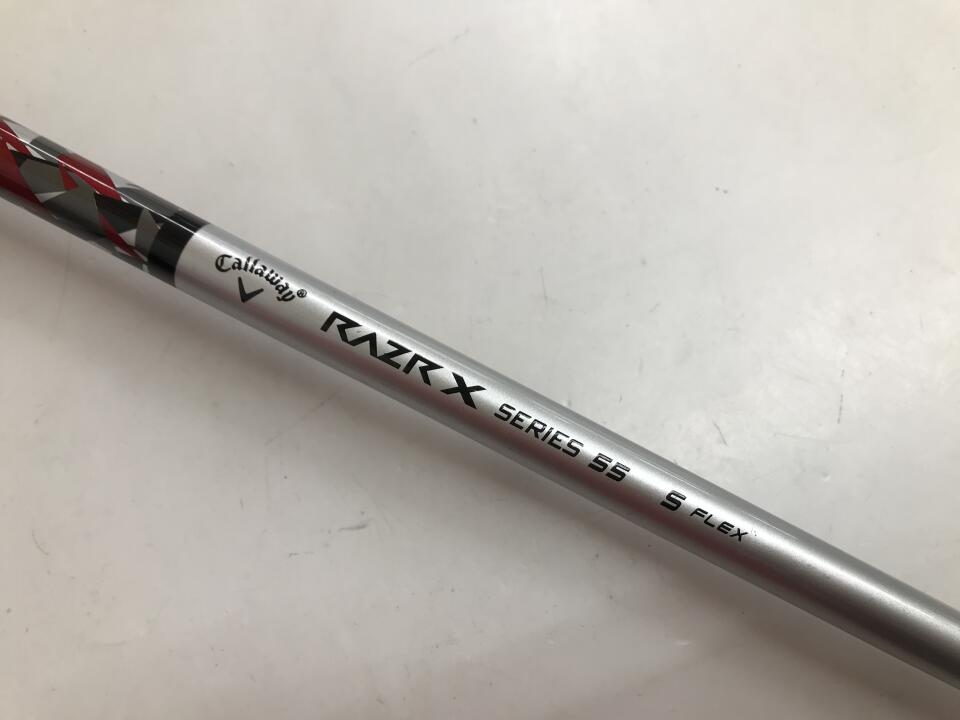 Callaway®
RAZR X SERIES 55 S FLEX